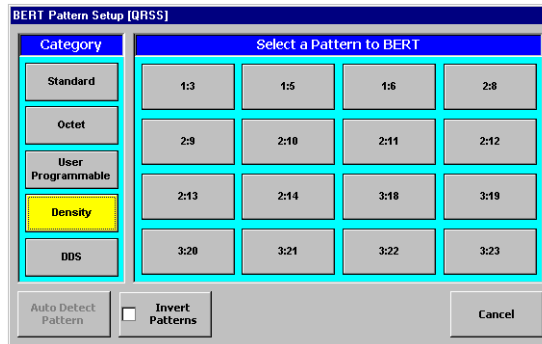 BERT Pattern Setup [QRSS]
Category
Select a Pattern to BERT
Standard
1:3
1:5
1:6
2:8
Octet
2:9
2:10
2:11
2:12
User
Programmable
2:13
2:14
3:18
3:19
Density
DDS
3:20
3:21
3:22
3:23
Auto Detect
Pattern
Invert
Patterns
Cancel